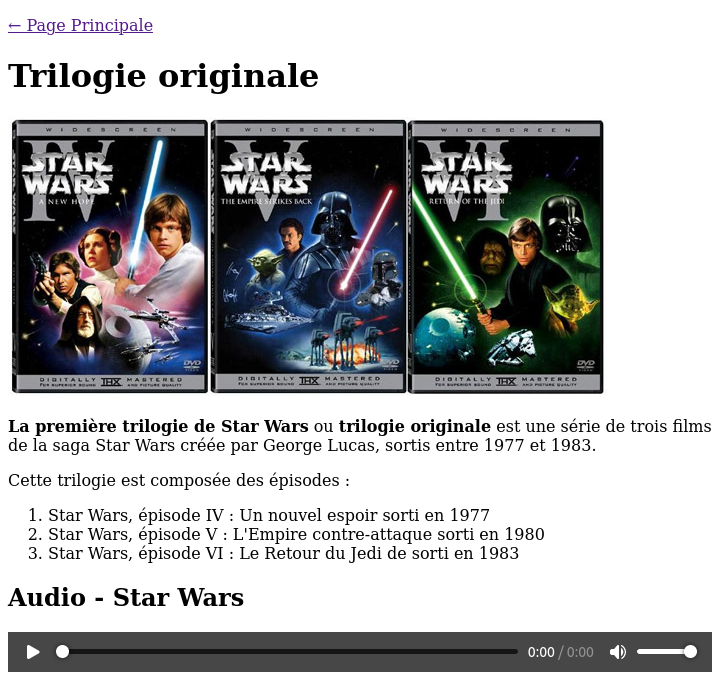 ← Page Principale
Trilogie originale
WIDESCREEN
STAR WARS
IV
A NEW HOPE
DVD
DIGITALLY THX MASTERED
FOR SUPERIOR SOUND AND PICTURE QUALITY
WIDESCREEN
STAR WARS
V
THE EMPIRE STRIKES BACK
DVD
DIGITALLY THX MASTERED
FOR SUPERIOR SOUND AND PICTURE QUALITY
WIDESCREEN
STAR WARS
VI
RETURN OF THE JEDI
DVD
DIGITALLY THX MASTERED
FOR SUPERIOR SOUND AND PICTURE QUALITY
La première trilogie de Star Wars ou trilogie originale est une série de trois films
de la saga Star Wars créée par George Lucas, sortis entre 1977 et 1983.
Cette trilogie est composée des épisodes :
1. Star Wars, épisode IV : Un nouvel espoir sorti en 1977
2. Star Wars, épisode V : L'Empire contre-attaque sorti en 1980
3. Star Wars, épisode VI : Le Retour du Jedi de sorti en 1983
Audio - Star Wars
0:00 / 0:00